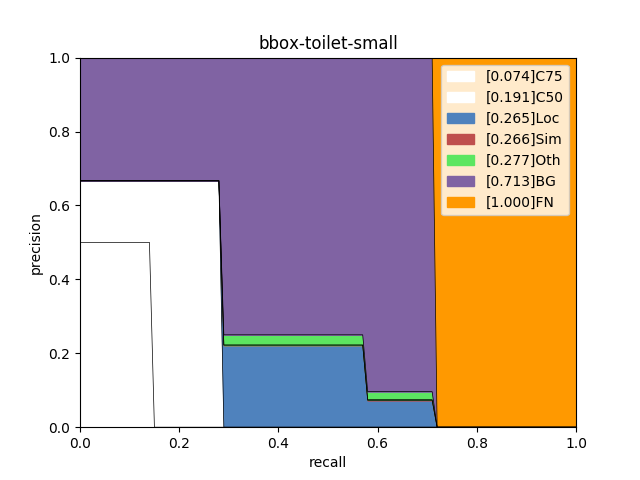 bbox-toilet-small
1.0
0.8
0.6
0.4
0.2
0.0
precision
[0.074]C75
[0.191]C50
[0.265]Loc
[0.266]Sim
[0.277]Oth
[0.713]BG
[1.000]FN
0.0 0.2 0.4 0.6 0.8 1.0
recall